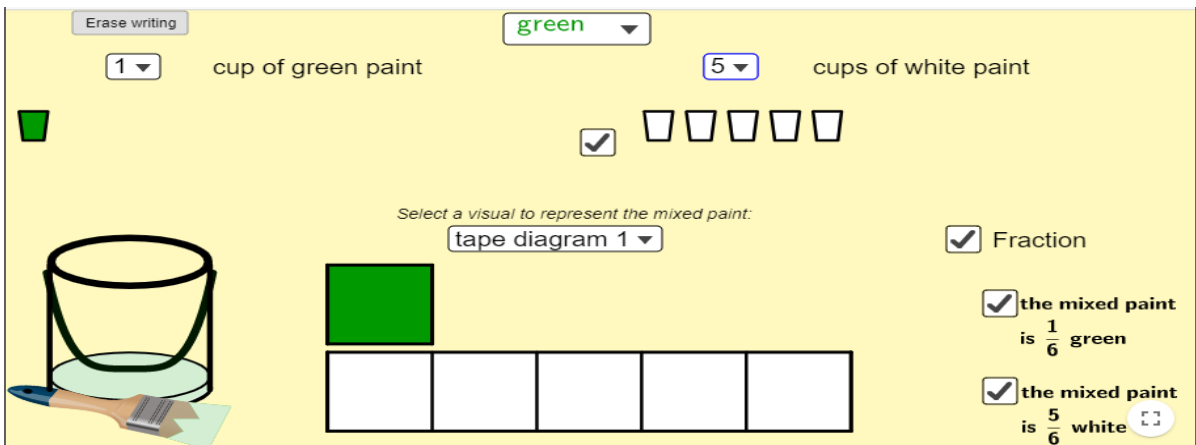 Erase writing
green
1 cup of green paint
5 cups of white paint
Select a visual to represent the mixed paint:
tape diagram 1
Fraction
the mixed paint
is 1/6 green
the mixed paint
is 5/6 white